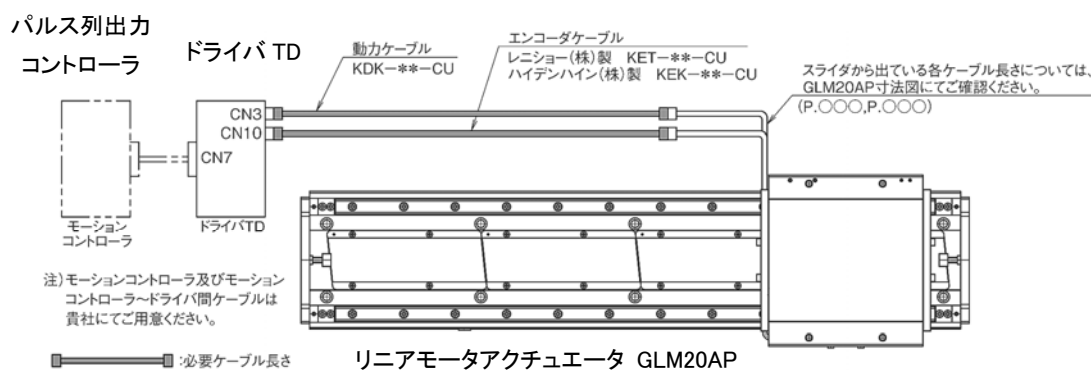 パルス列出力
コントローラ
ドライバ TD
動力ケーブル
KDK-**-CU
エンコーダケーブル
レニショー(株)製 KET-**-CU
ハイデンハイン(株)製 KEK-**-CU
スライダから出ている各ケーブル長さについては、
GLM20AP寸法図にてご確認ください。
(P.○○○,P.○○○)
CN3
CN10
CN7
モーション
コントローラ
ドライバTD
注)モーションコントローラ及びモーション
コントローラ~ドライバ間ケーブルは
貴社にてご用意ください。
:必要ケーブル長さ
リニアモータアクチュエータ GLM20AP